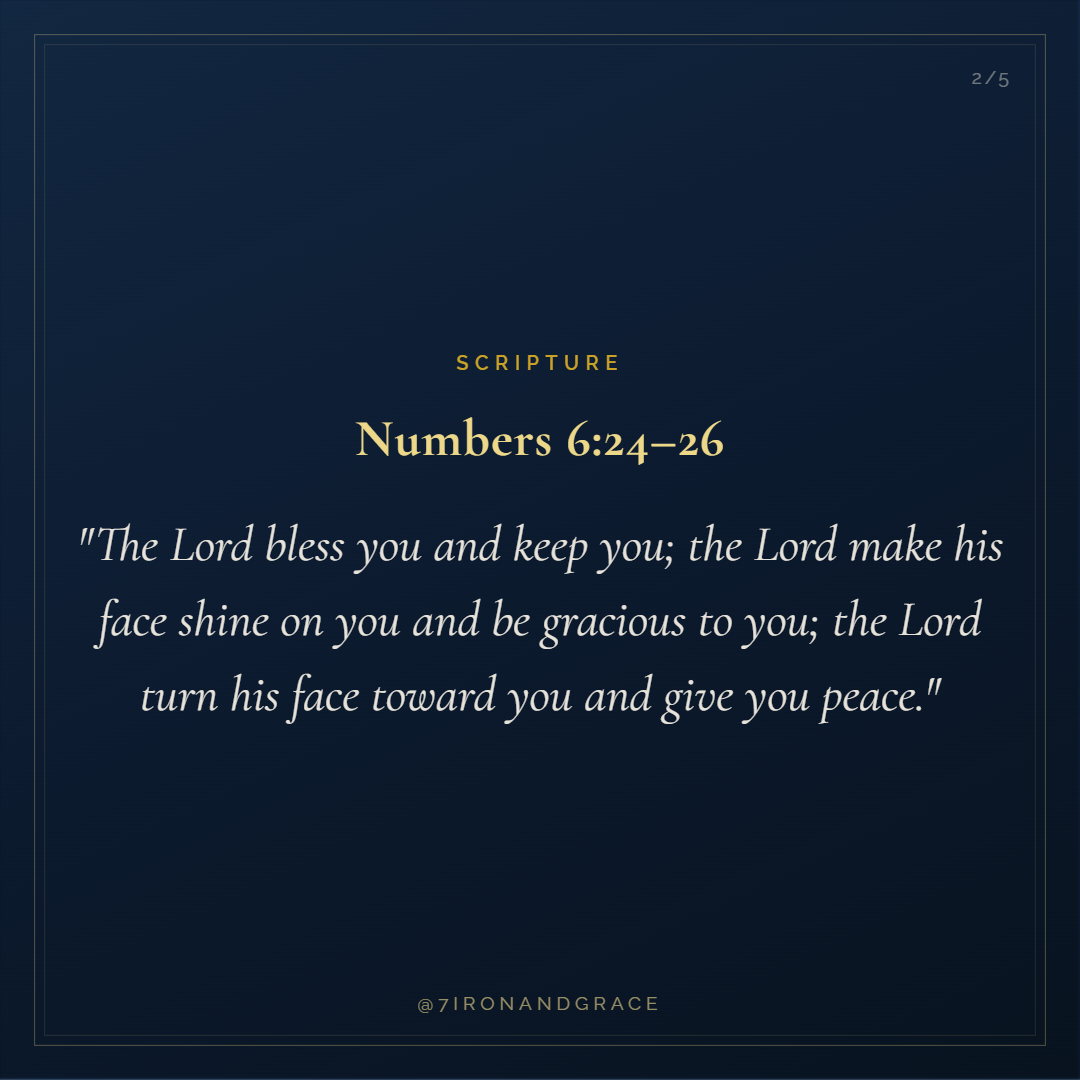 2/5
SCRIPTURE
Numbers 6:24–26
"The Lord bless you and keep you; the Lord make his
face shine on you and be gracious to you; the Lord
turn his face toward you and give you peace."
@7IRONANDGRACE